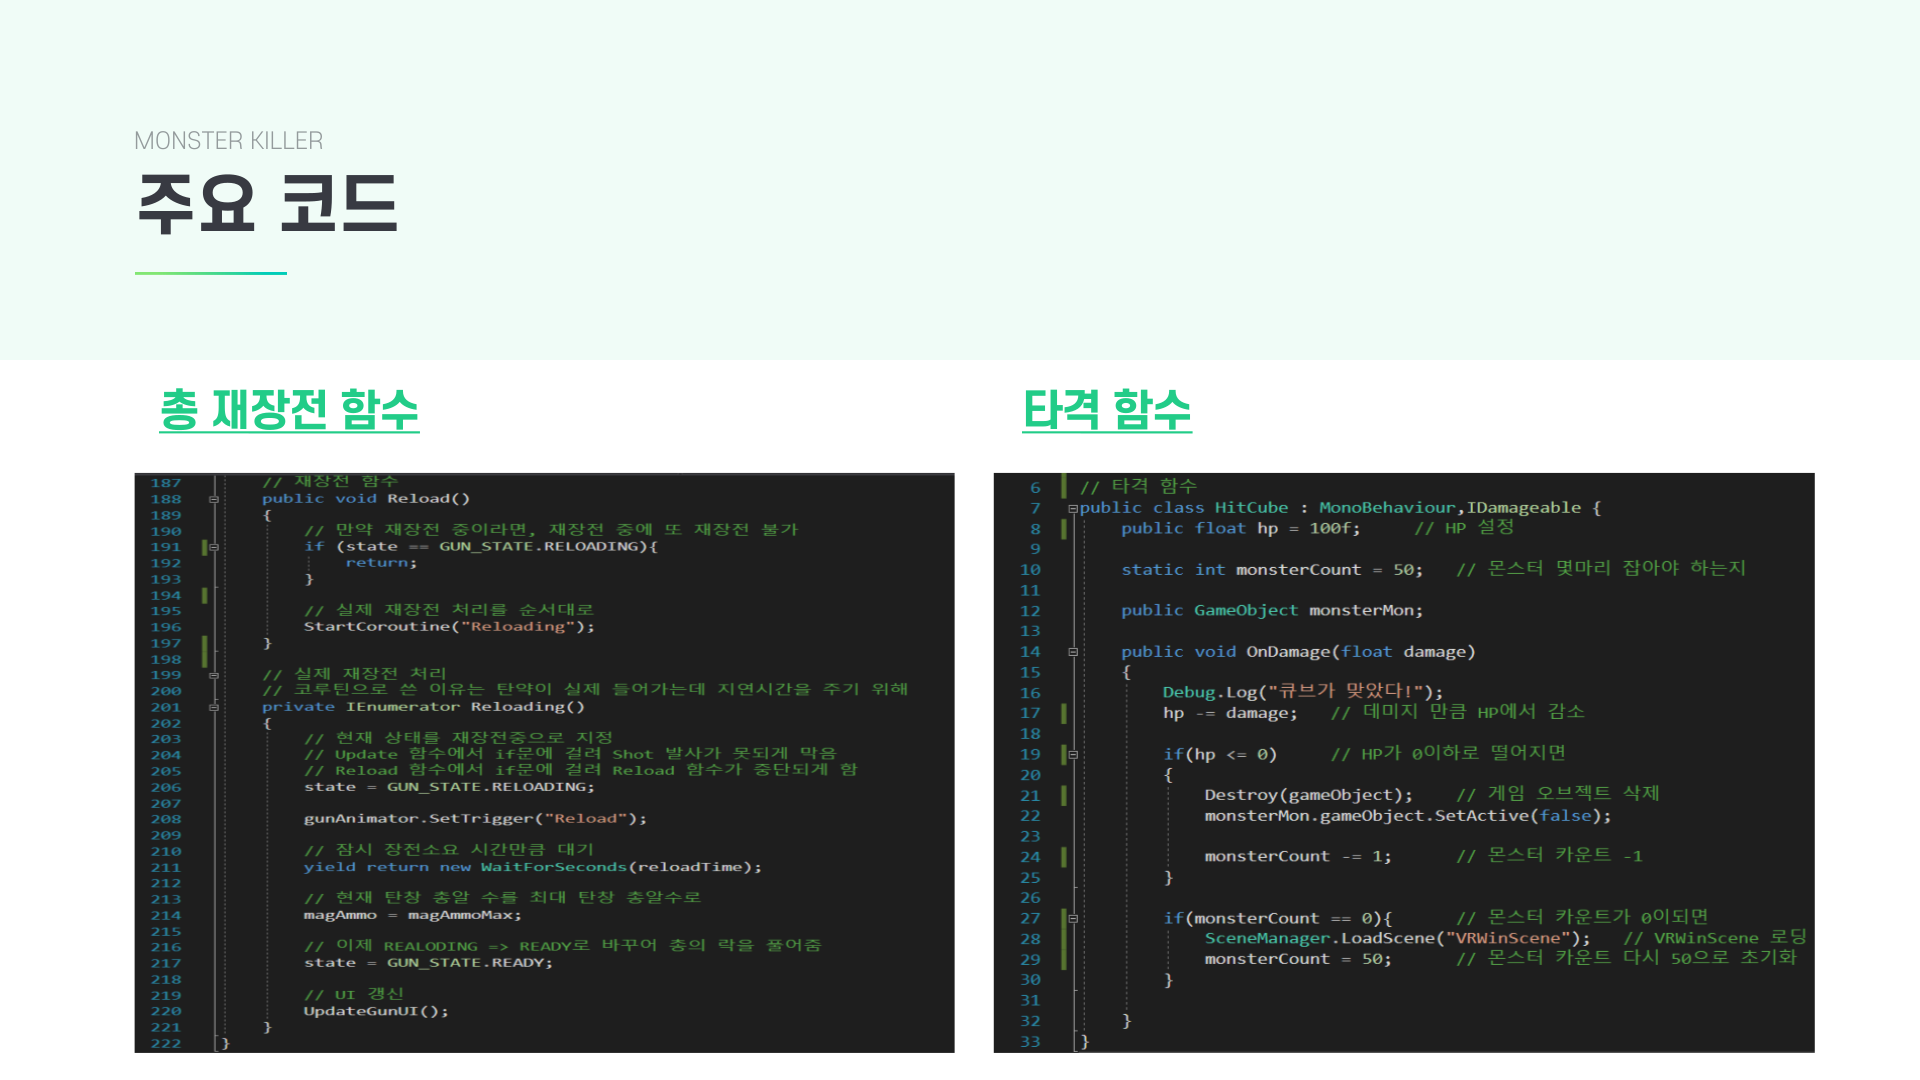 MONSTER KILLER
주요 코드
총 재장전 함수
187 // 재장전 함수
188 public void Reload()
189 {
190 // 만약 재장전 중이라면, 재장전 중에 또 재장전 불가
191 if (state == GUN_STATE.RELOADING){
192 return;
193 }
194
195 // 실제 재장전 처리를 순서대로
196 StartCoroutine("Reloading");
197 }
198
199 // 실제 재장전 처리
200 // 코루틴으로 쓴 이유는 탄약이 실제 들어가는데 지연시간을 주기 위해
201 private IEnumerator Reloading()
202 {
203 // 현재 상태를 재장전중으로 지정
204 // Update 함수에서 if문에 걸려 Shot 발사가 못되게 막음
205 // Reload 함수에서 if문에 걸려 Reload 함수가 중단되게 함
206 state = GUN_STATE.RELOADING;
207
208 gunAnimator.SetTrigger("Reload");
209
210 // 잠시 장전소요 시간만큼 대기
211 yield return new WaitForSeconds(reloadTime);
212
213 // 현재 탄창 총알 수를 최대 탄창 총알수로
214 magAmmo = magAmmoMax;
215
216 // 이제 REALODING => READY로 바꾸어 총의 락을 풀어줌
217 state = GUN_STATE.READY;
218
219 // UI 갱신
220 UpdateGunUI();
221 }
222 }
타격 함수
6 // 타격 함수
7 public class HitCube : MonoBehaviour,IDamageable {
8 public float hp = 100f; // HP 설정
9
10 static int monsterCount = 50; // 몬스터 몇마리 잡아야 하는지
11
12 public GameObject monsterMon;
13
14 public void OnDamage(float damage)
15 {
16 Debug.Log("큐브가 맞았다!");
17 hp -= damage; // 데미지 만큼 HP에서 감소
18
19 if(hp <= 0) // HP가 0이하로 떨어지면
20 {
21 Destroy(gameObject); // 게임 오브젝트 삭제
22 monsterMon.gameObject.SetActive(false);
23
24 monsterCount -= 1; // 몬스터 카운트 -1
25 }
26
27 if(monsterCount == 0){ // 몬스터 카운트가 0이되면
28 SceneManager.LoadScene("VRWinScene"); // VRWinScene 로딩
29 monsterCount = 50; // 몬스터 카운트 다시 50으로 초기화
30 }
31
32 }
33 }